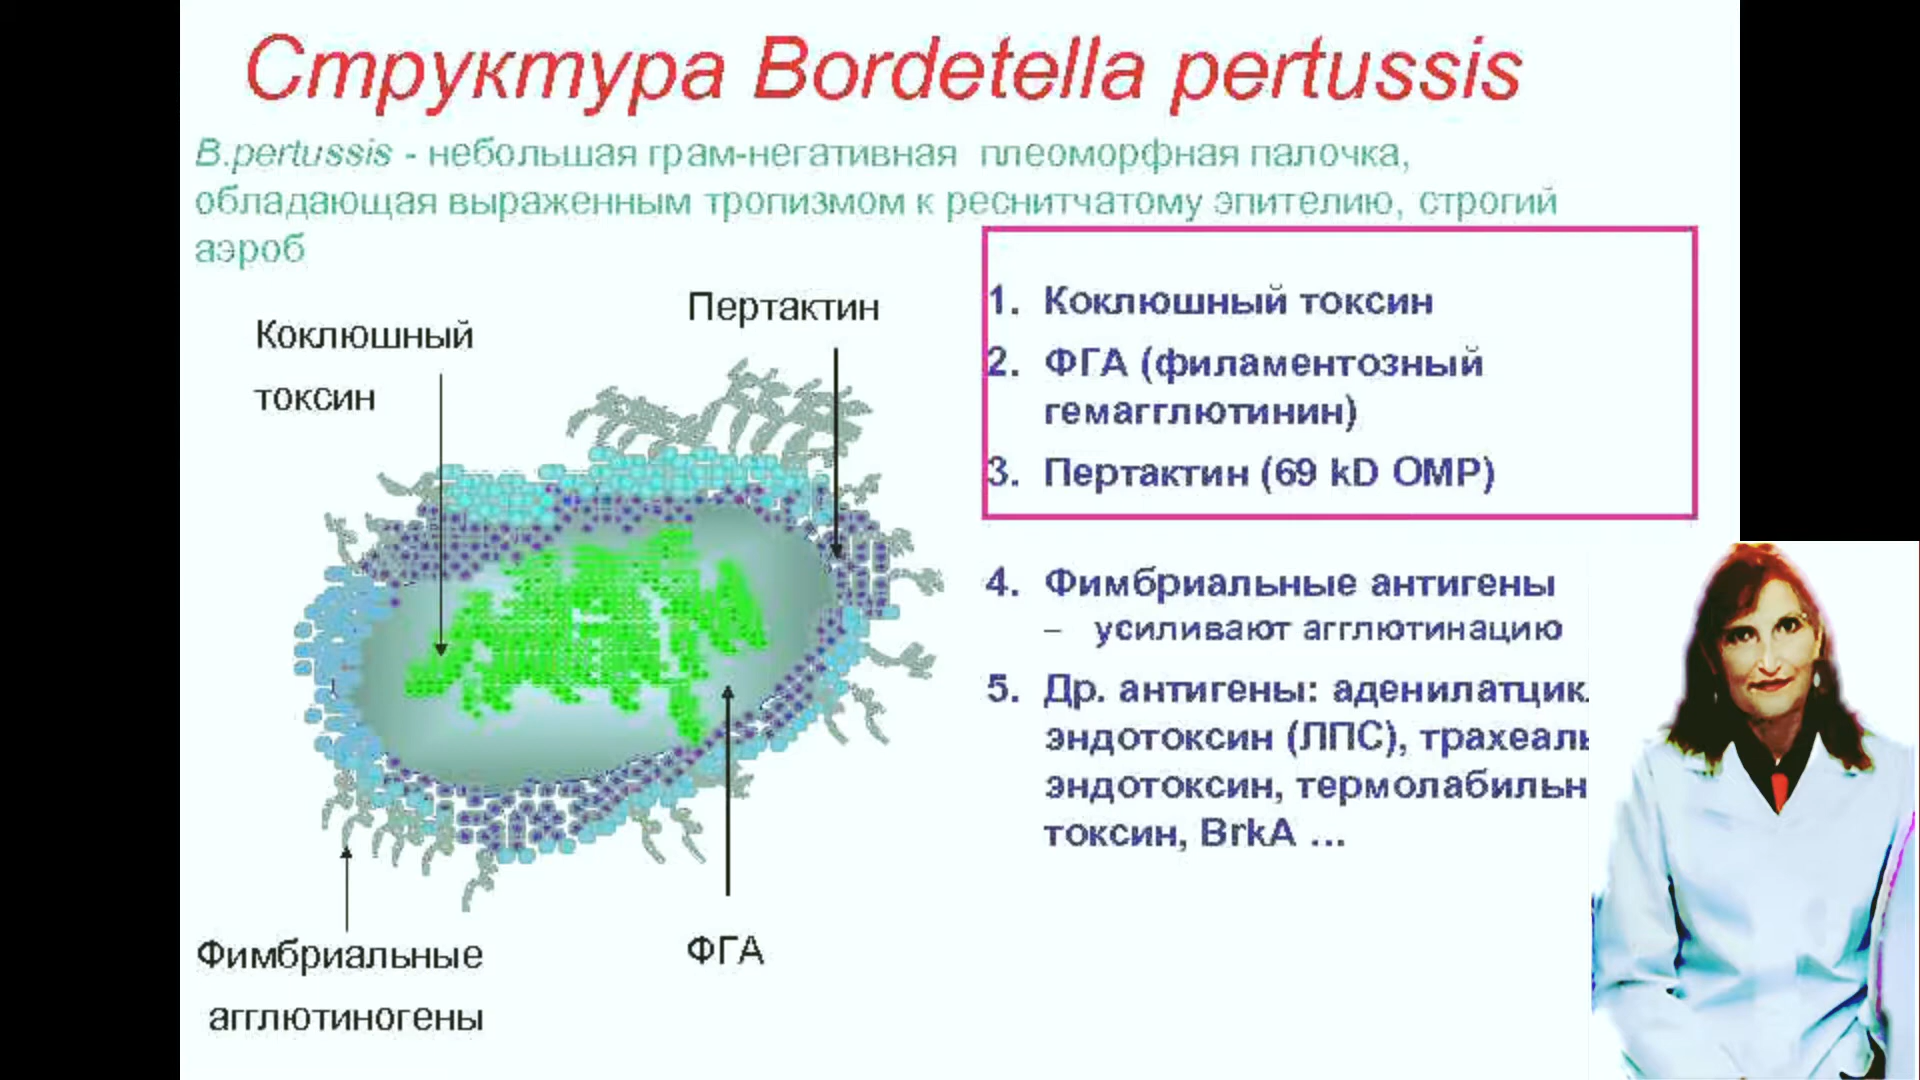 Структура Bordetella pertussis
B.pertussis - небольшая грам-негативная плеоморфная палочка,
обладающая выраженным тропизмом к реснитчатому эпителию, строгий
аэроб
Коклюшный
токсин
Пертактин
Фимбриальные
агглютиногены
ФГА
1. Коклюшный токсин
2. ФГА (филаментозный
гемагглютинин)
3. Пертактин (69 kD OMP)
4. Фимбриальные антигены
– усиливают агглютинацию
5. Др. антигены:
эндотоксин (ЛПС),
эндотоксин,
токсин, BrkA ...